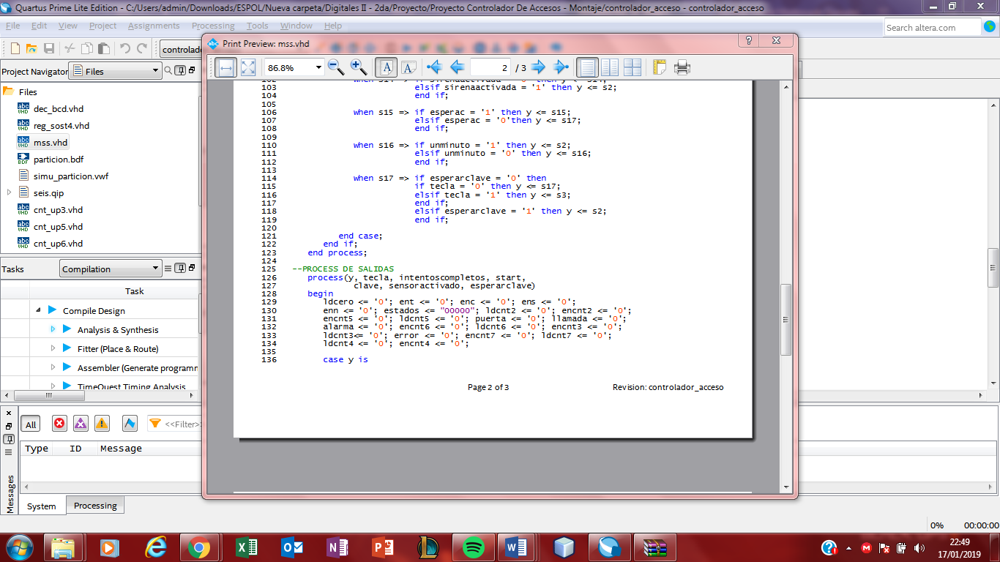 Quartus Prime Lite Edition - C:/Users/admin/Downloads/ESPOL/Nueva carpeta/Digitales II - 2da/Proyecto/Proyecto Controlador De Accesos - Montaje/controlador_acceso - controlador_acceso
File Edit View Project Assignments Processing Tools Window Help
Search altera.com
controlad
Print Preview: mss.vhd
86.8%
2 / 3
Project Navigator
Files
Files
dec_bcd.vhd
reg_sost4.vhd
mss.vhd
particion.bdf
simu_particion.vwf
seis.qip
cnt_up3.vhd
cnt_up5.vhd
cnt_up6.vhd
Tasks
Compilation
Task
Compile Design
Analysis & Synthesis
Fitter (Place & Route)
Assembler (Generate programm
TimeQuest Timing Analysis
103 elsif sirenaactivada = '1' then y <= s2;
104 end if;
105
106 when s15 => if esperac = '1' then y <= s15;
107 elsif esperac = '0'then y <= s17;
108 end if;
109
110 when s16 => if unminuto = '1' then y <= s2;
111 elsif unminuto = '0' then y <= s16;
112 end if;
113
114 when s17 => if esperarclave = '0' then
115 if tecla = '0' then y <= s17;
116 elsif tecla = '1' then y <= s3;
117 end if;
118 elsif esperarclave = '1' then y <= s2;
119 end if;
120
121 end case;
122 end if;
123 end process;
124
125 --PROCESS DE SALIDAS
126 process(y, tecla, intentoscompletos, start,
127 clave, sensoractivado, esperarclave)
128 begin
129 ldcero <= '0'; ent <= '0'; enc <= '0'; ens <= '0';
130 enn <= '0'; estados <= "00000"; ldcnt2 <= '0'; encnt2 <= '0';
131 encnt5 <= '0'; ldcnt5 <= '0'; puerta <= '0'; llamada <= '0';
132 alarma <= '0'; encnt6 <= '0'; ldcnt6 <= '0'; encnt3 <= '0';
133 ldcnt3<= '0'; error <= '0'; encnt7 <= '0'; ldcnt7 <= '0';
134 ldcnt4 <= '0'; encnt4 <= '0';
135
136 case y is
Page 2 of 3 Revision: controlador_acceso
All
<<Filter>>
Type ID Message
Messages
System Processing
0% 00:00:00
22:49
17/01/2019